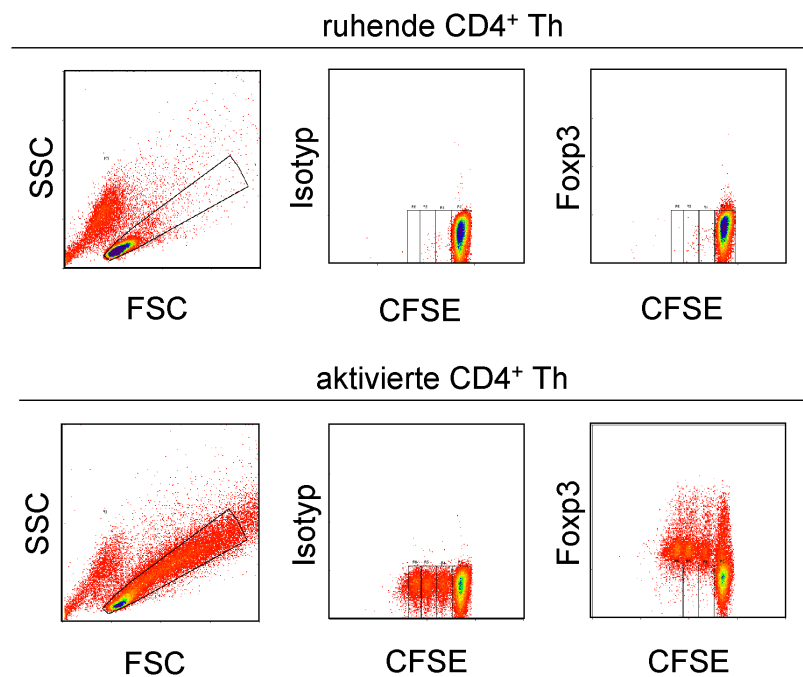 ruhende CD4⁺ Th
SSC
FSC
Isotyp
CFSE
Foxp3
CFSE
aktivierte CD4⁺ Th
SSC
FSC
Isotyp
CFSE
Foxp3
CFSE